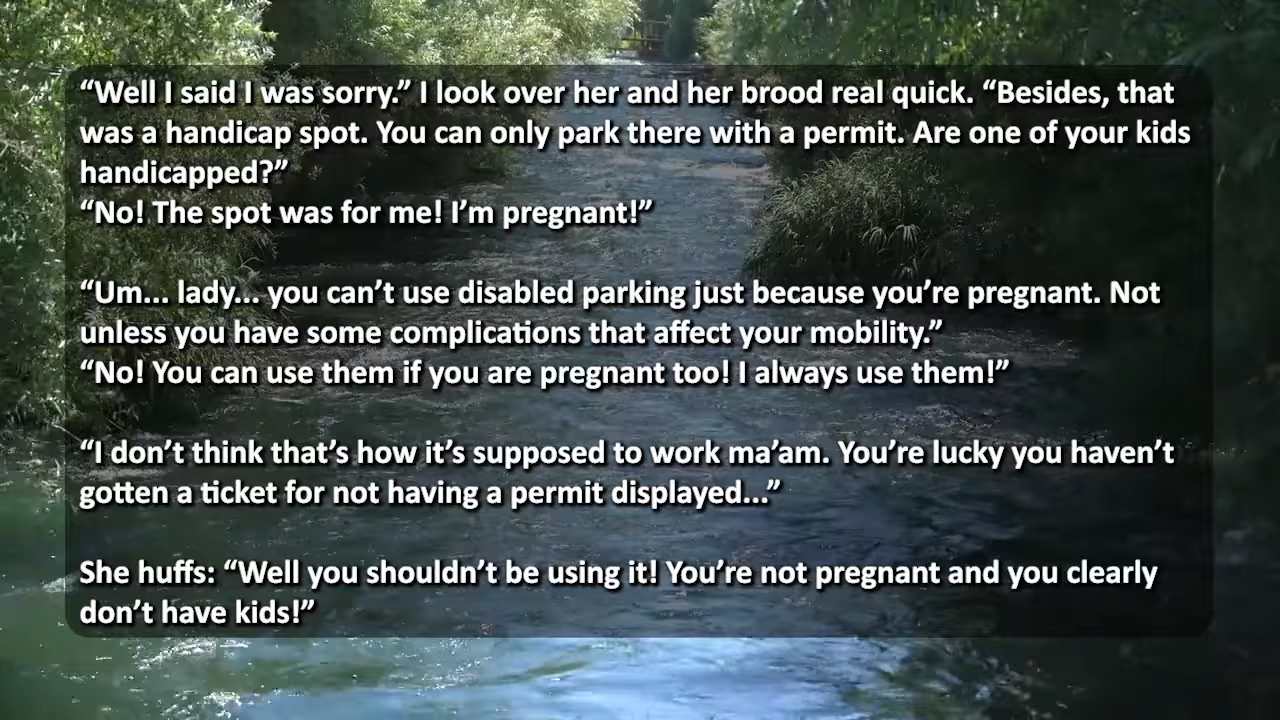 “Well I said I was sorry.” I look over her and her brood real quick. “Besides, that
was a handicap spot. You can only park there with a permit. Are one of your kids
handicapped?”
“No! The spot was for me! I’m pregnant!”
“Um... lady... you can’t use disabled parking just because you’re pregnant. Not
unless you have some complications that affect your mobility.”
“No! You can use them if you are pregnant too! I always use them!”
“I don’t think that’s how it’s supposed to work ma’am. You’re lucky you haven’t
gotten a ticket for not having a permit displayed...”
She huffs: “Well you shouldn’t be using it! You’re not pregnant and you clearly
don’t have kids!”